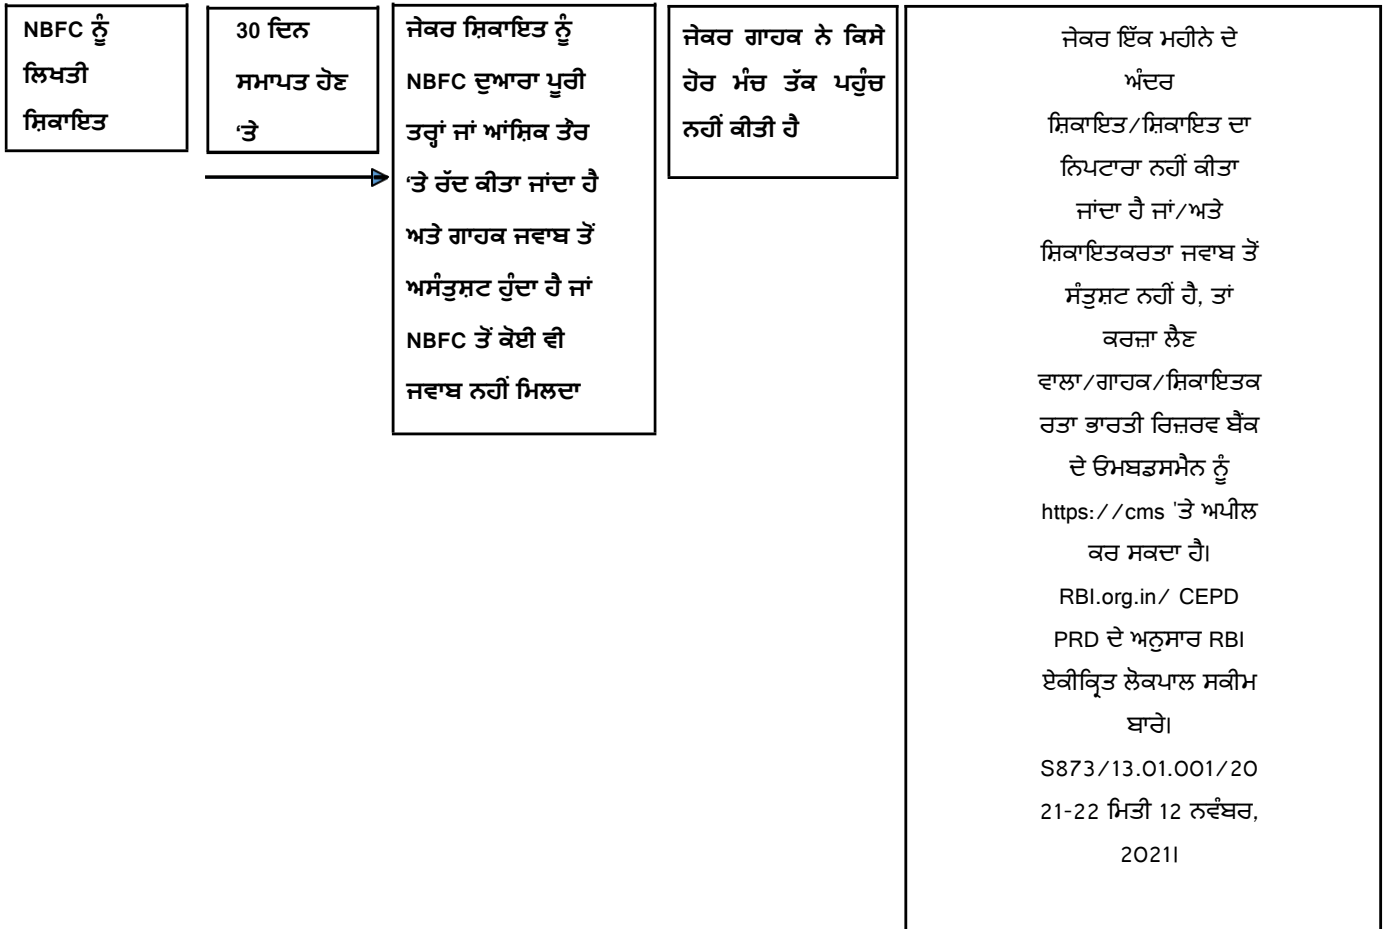 NBFC ਨੂੰ
ਲਿਖਤੀ
ਸ਼ਿਕਾਇਤ
30 ਦਿਨ
ਸਮਾਪਤ ਹੋਣ
‘ਤੇ
ਜੇਕਰ ਸ਼ਿਕਾਇਤ ਨੂੰ
NBFC ਦੁਆਰਾ ਪੂਰੀ
ਤਰ੍ਹਾਂ ਜਾਂ ਆਂਸ਼ਿਕ ਤੌਰ
‘ਤੇ ਰੱਦ ਕੀਤਾ ਜਾਂਦਾ ਹੈ
ਅਤੇ ਗਾਹਕ ਜਵਾਬ ਤੋਂ
ਅਸੰਤੁਸ਼ਟ ਹੁੰਦਾ ਹੈ ਜਾਂ
NBFC ਤੋਂ ਕੋਈ ਵੀ
ਜਵਾਬ ਨਹੀਂ ਮਿਲਦਾ
ਜੇਕਰ ਗਾਹਕ ਨੇ ਕਿਸੇ
ਹੋਰ ਮੰਚ ਤੱਕ ਪਹੁੰਚ
ਨਹੀਂ ਕੀਤੀ ਹੈ
ਜੇਕਰ ਇੱਕ ਮਹੀਨੇ ਦੇ
ਅੰਦਰ
ਸ਼ਿਕਾਇਤ/ਸ਼ਿਕਾਇਤ ਦਾ
ਨਿਪਟਾਰਾ ਨਹੀਂ ਕੀਤਾ
ਜਾਂਦਾ ਹੈ ਜਾਂ/ਅਤੇ
ਸ਼ਿਕਾਇਤਕਰਤਾ ਜਵਾਬ ਤੋਂ
ਸੰਤੁਸ਼ਟ ਨਹੀਂ ਹੈ, ਤਾਂ
ਕਰਜ਼ਾ ਲੈਣ
ਵਾਲਾ/ਗਾਹਕ/ਸ਼ਿਕਾਇਤਕ
ਰਤਾ ਭਾਰਤੀ ਰਿਜ਼ਰਵ ਬੈਂਕ
ਦੇ ਓਮਬਡਸਮੈਨ ਨੂੰ
https://cms 'ਤੇ ਅਪੀਲ
ਕਰ ਸਕਦਾ ਹੈ।
RBI.org.in/ CEPD
PRD ਦੇ ਅਨੁਸਾਰ RBI
ਏਕੀਕ੍ਰਿਤ ਲੋਕਪਾਲ ਸਕੀਮ
ਬਾਰੇ।
S873/13.01.001/20
21-22 ਮਿਤੀ 12 ਨਵੰਬਰ,
2021।